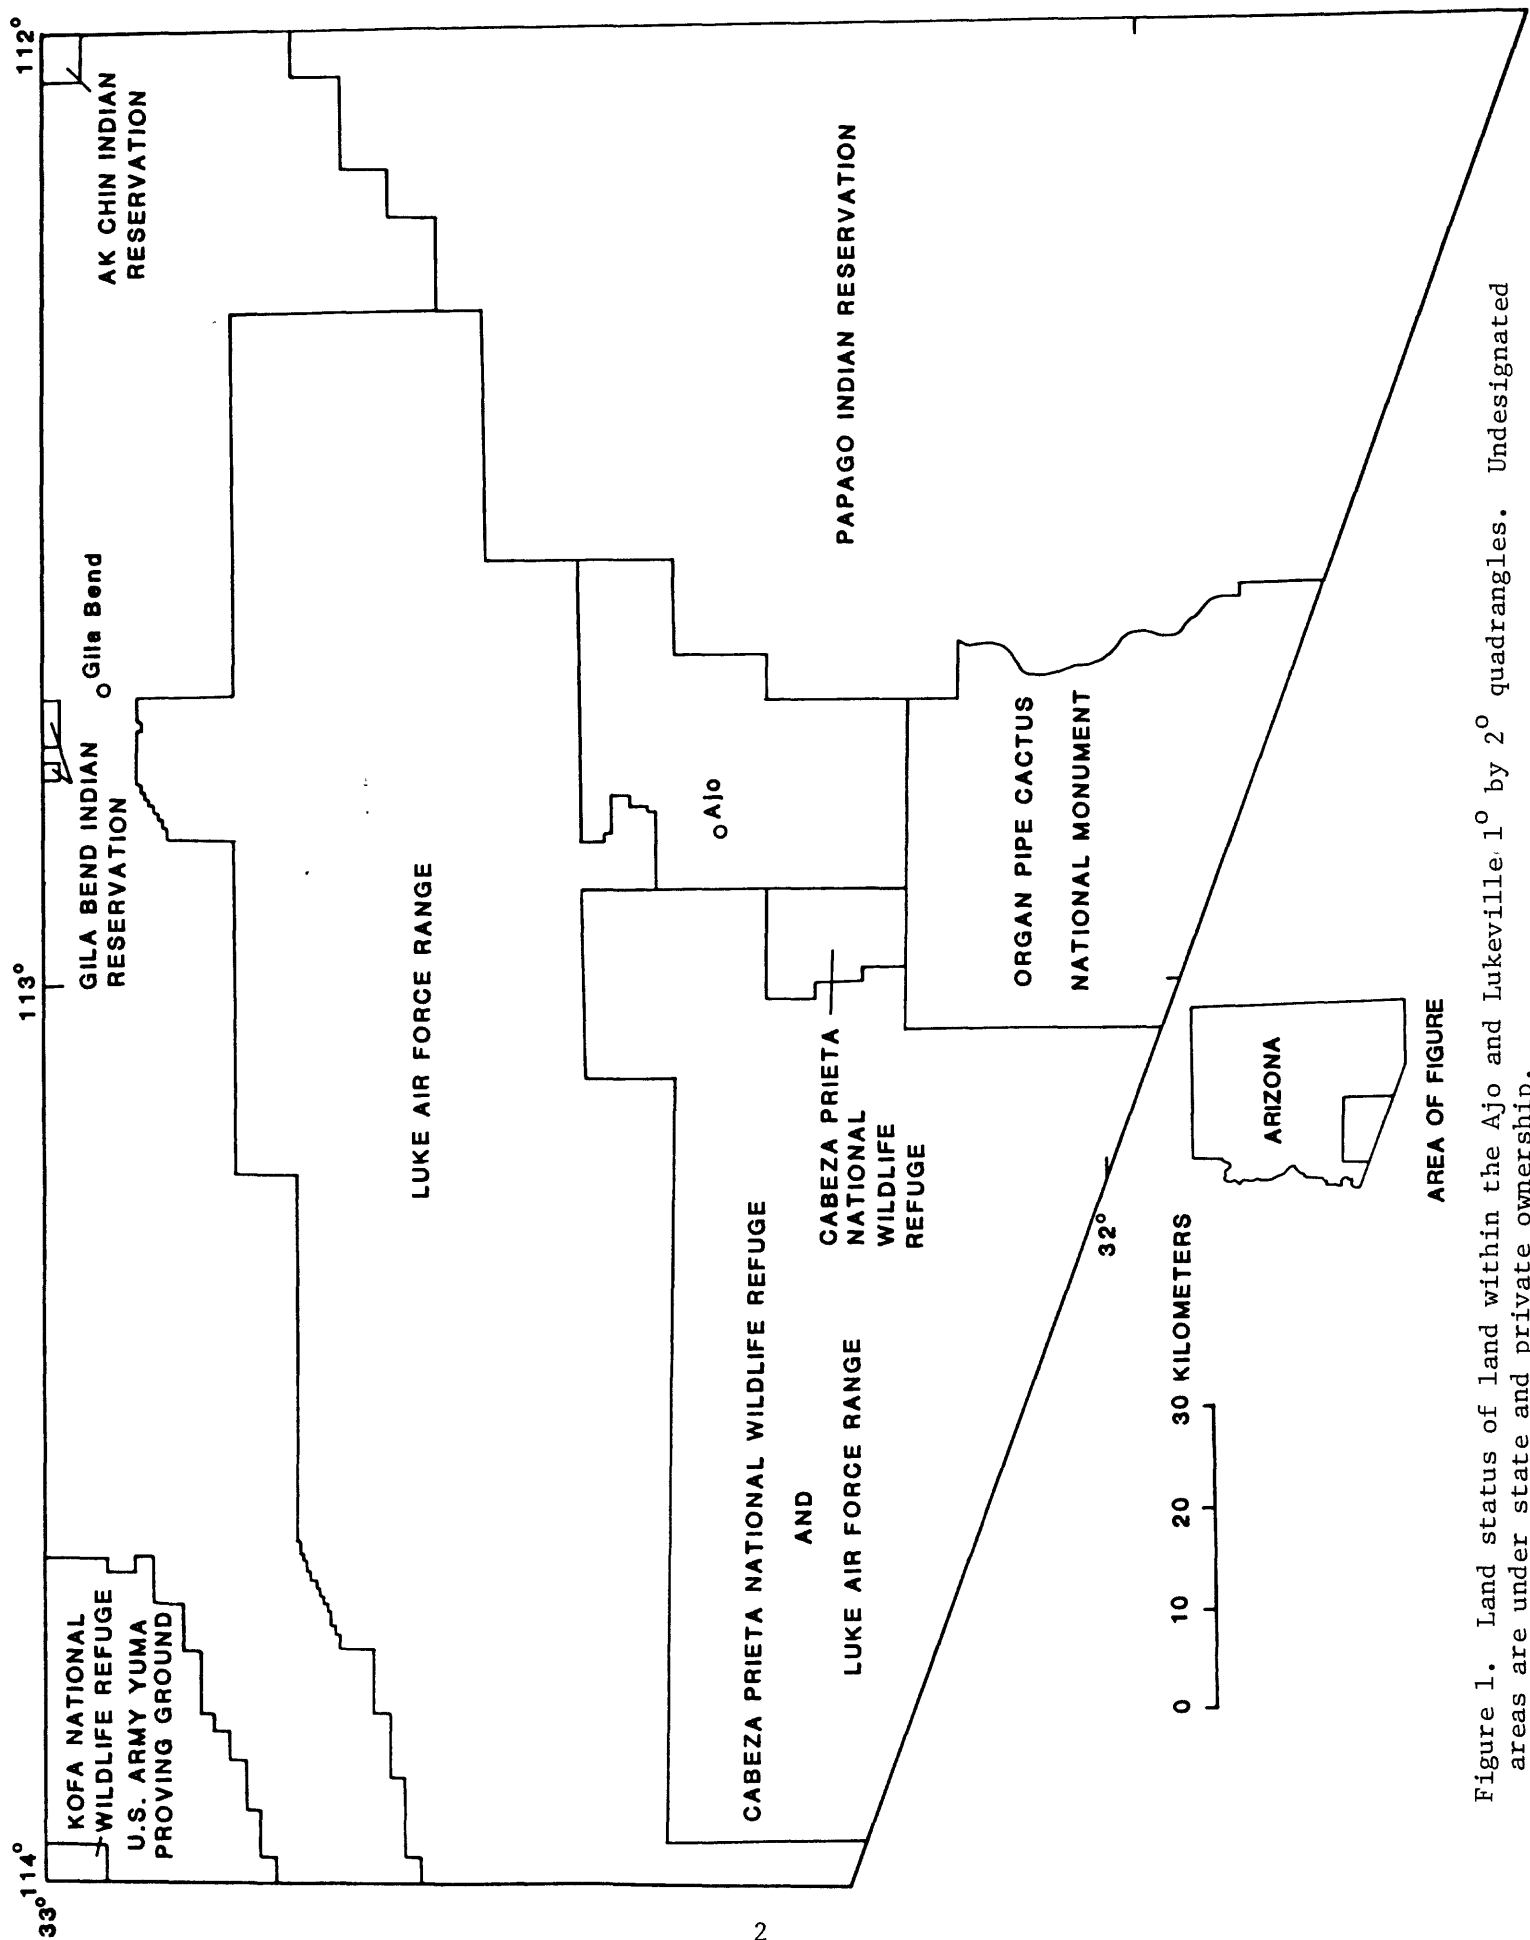 33°
114°
113°
112°
KOFA NATIONAL
WILDLIFE REFUGE
U.S. ARMY YUMA
PROVING GROUND
GILA BEND INDIAN
RESERVATION
Gila Bend
AK CHIN INDIAN
RESERVATION
LUKE AIR FORCE RANGE
Ajo
PAPAGO INDIAN RESERVATION
CABEZA PRIETA NATIONAL WILDLIFE REFUGE
AND
LUKE AIR FORCE RANGE
CABEZA PRIETA
NATIONAL
WILDLIFE
REFUGE
ORGAN PIPE CACTUS
NATIONAL MONUMENT
32°
0 10 20 30 KILOMETERS
ARIZONA
AREA OF FIGURE
Figure 1. Land status of land within the Ajo and Lukeville 1° by 2° quadrangles. Undesignated
areas are under state and private ownership.
2